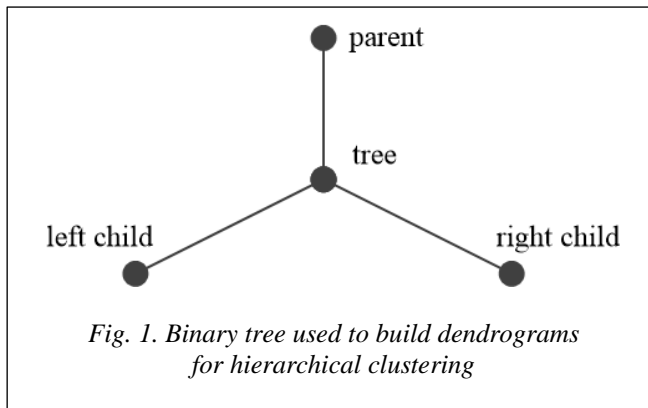 parent
tree
left child
right child
Fig. 1. Binary tree used to build dendrograms
for hierarchical clustering